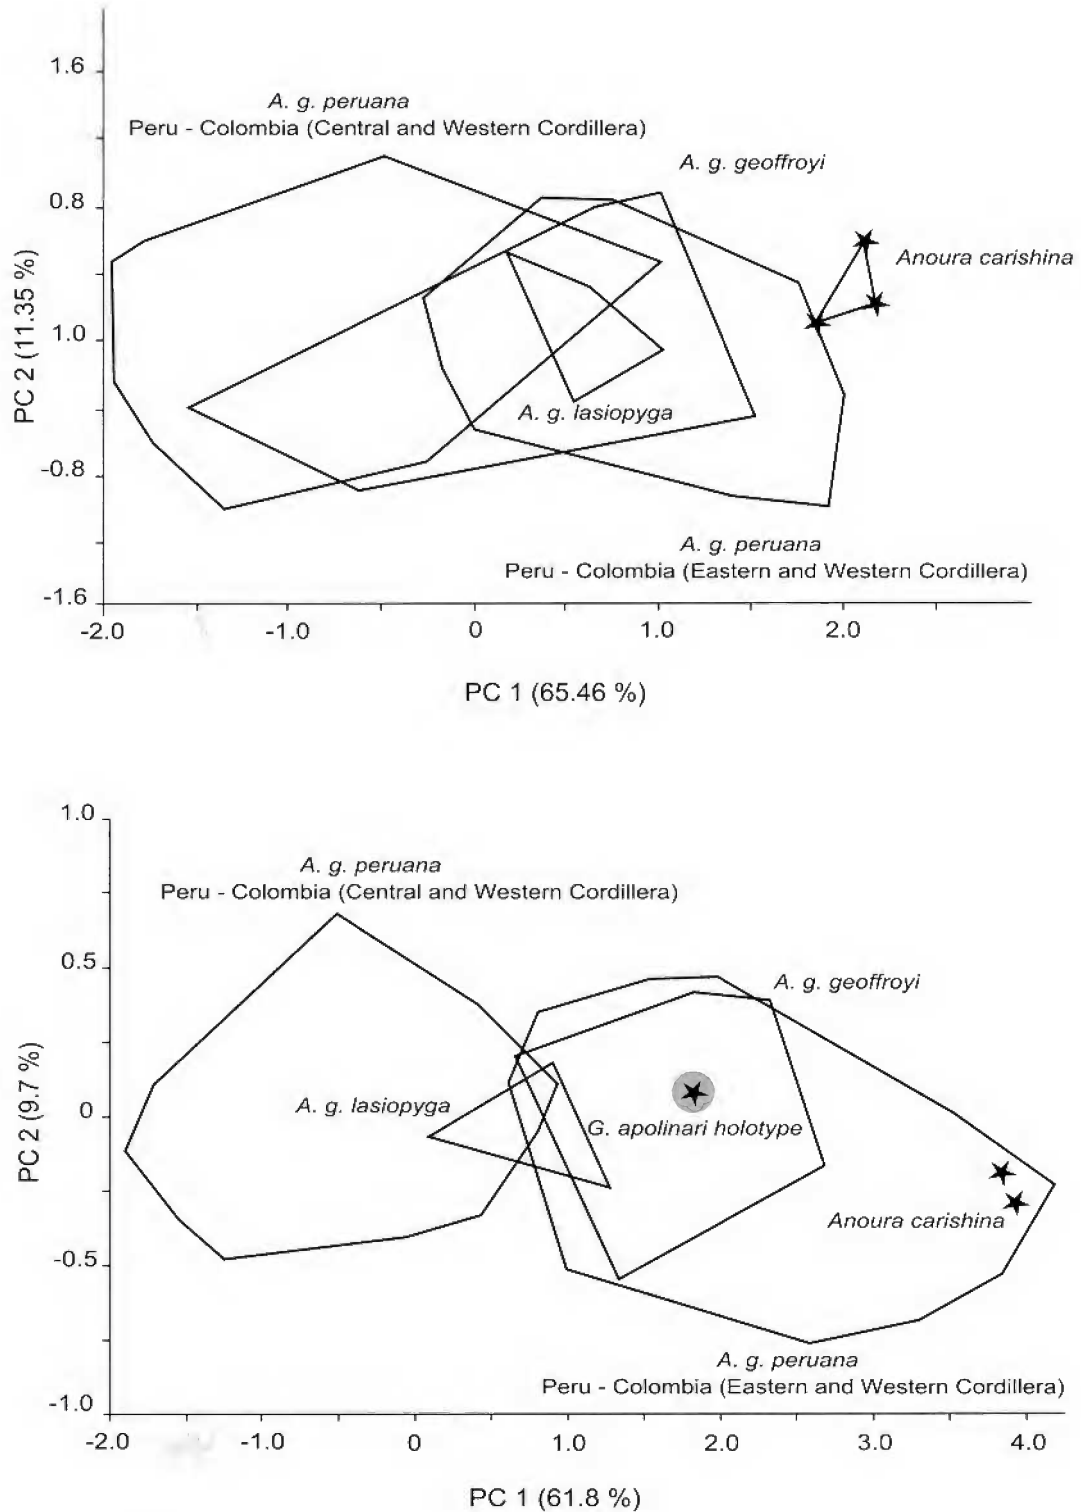 1.6
A. g. peruana
Peru - Colombia (Central and Western Cordillera)
A. g. geoffroyi
0.8
Anoura carishina
PC 2 (11.35 %)
1.0
A. g. lasiopyga
-0.8
A. g. peruana
Peru - Colombia (Eastern and Western Cordillera)
-1.6
-2.0 -1.0 0 1.0 2.0
PC 1 (65.46 %)
1.0
A. g. peruana
Peru - Colombia (Central and Western Cordillera)
0.5
A. g. geoffroyi
PC 2 (9.7 %)
0
A. g. lasiopyga
G. apolinari holotype
Anoura carishina
-0.5
A. g. peruana
Peru - Colombia (Eastern and Western Cordillera)
-1.0
-2.0 -1.0 0 1.0 2.0 3.0 4.0
PC 1 (61.8 %)